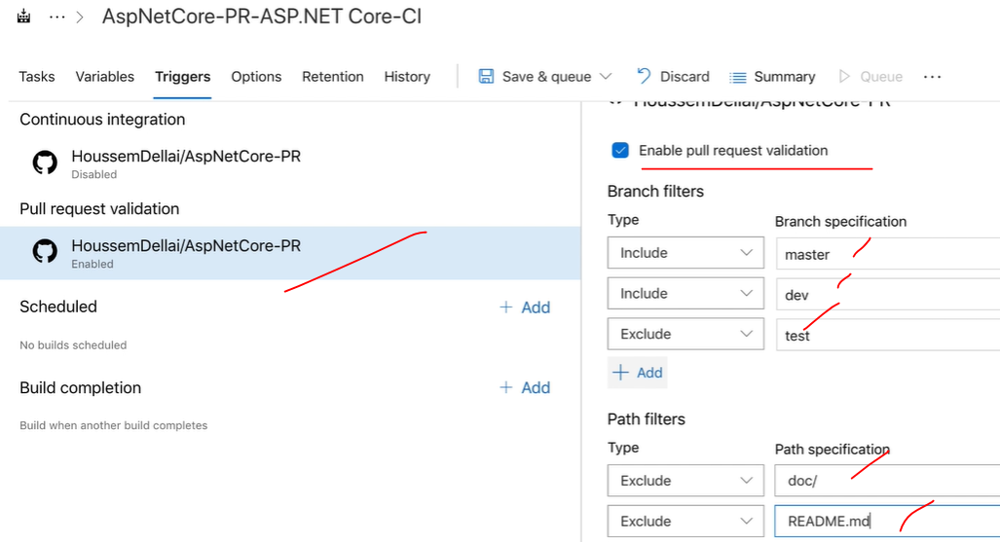 ··· > AspNetCore-PR-ASP.NET Core-CI
Tasks Variables Triggers Options Retention History Save & queue Discard Summary Queue ···
Continuous integration
HoussemDellai/AspNetCore-PR
Disabled
Pull request validation
HoussemDellai/AspNetCore-PR
Enabled
Scheduled
+ Add
No builds scheduled
Build completion
+ Add
Build when another build completes
HoussemDellai/AspNetCore-PR
Enable pull request validation
Branch filters
Type Branch specification
Include master
Include dev
Exclude test
+ Add
Path filters
Type Path specification
Exclude doc/
Exclude README.md